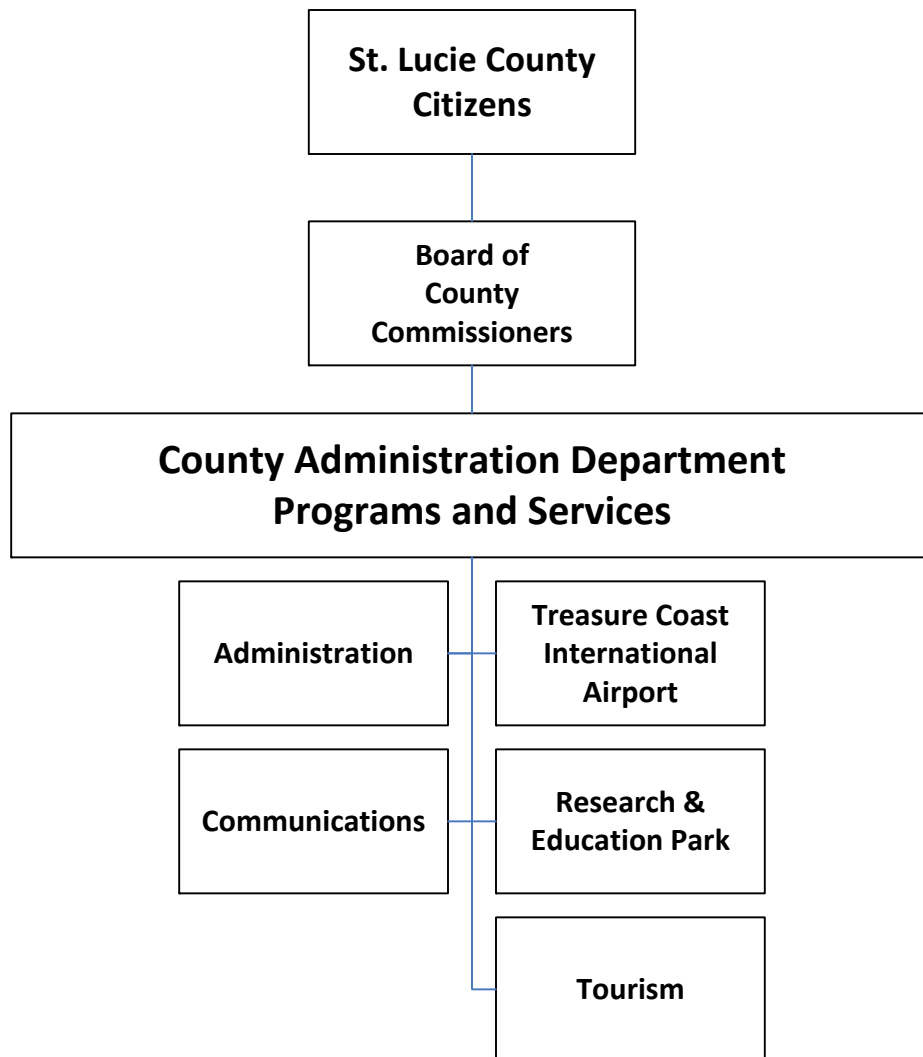 St. Lucie County
Citizens
Board of
County
Commissioners
County Administration Department
Programs and Services
Administration
Treasure Coast
International
Airport
Communications
Research &
Education Park
Tourism